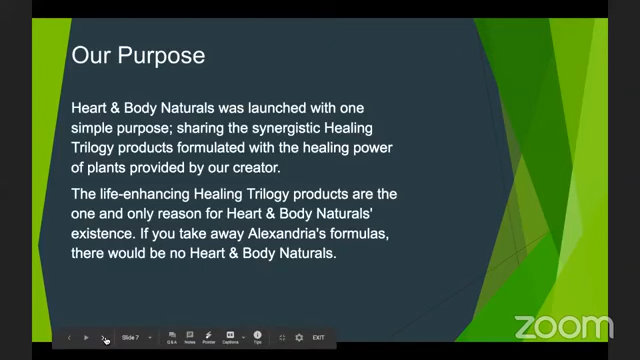 Our Purpose
Heart & Body Naturals was launched with one
simple purpose; sharing the synergistic Healing
Trilogy products formulated with the healing power
of plants provided by our creator.
The life-enhancing Healing Trilogy products are the
one and only reason for Heart & Body Naturals'
existence. If you take away Alexandria's formulas,
there would be no Heart & Body Naturals.
Slide 7
Q&A
Notes
Pointer
Captions
Tips
EXIT
zoom